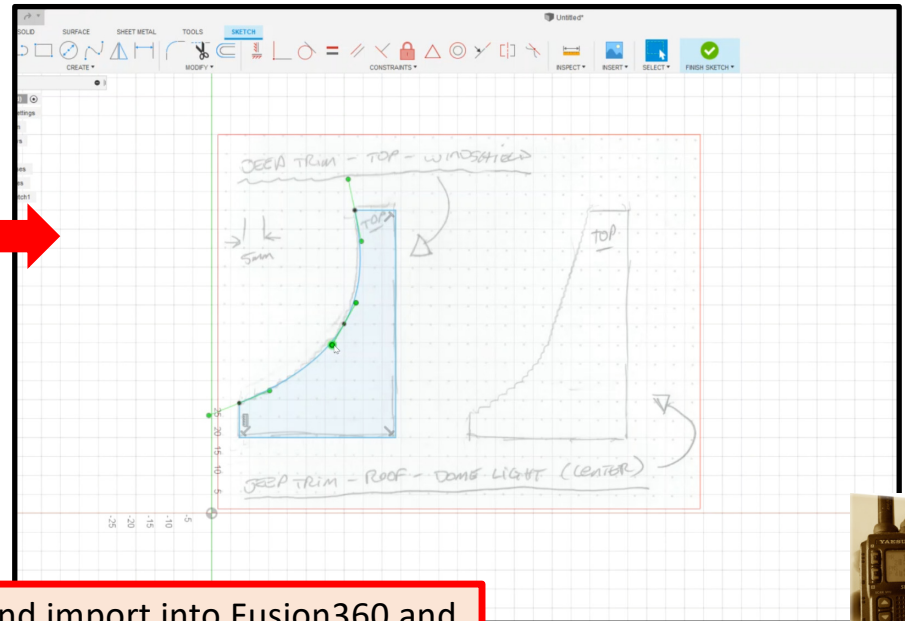 Untitled*
SOLID SURFACE SHEET METAL TOOLS SKETCH
CREATE ▾ MODIFY ▾ CONSTRAINTS ▾ INSPECT ▾ INSERT ▾ SELECT ▾ FINISH SKETCH ▾
ettings
JEEP TRIM - TOP - WINDSHIELD
TOP
TOP
5mm
25
20
15
10
5
JEEP TRIM - ROOF - DOME LIGHT (CENTER)
-25 -20 -15 -10 -5
YAESU
nd import into Fusion360 and